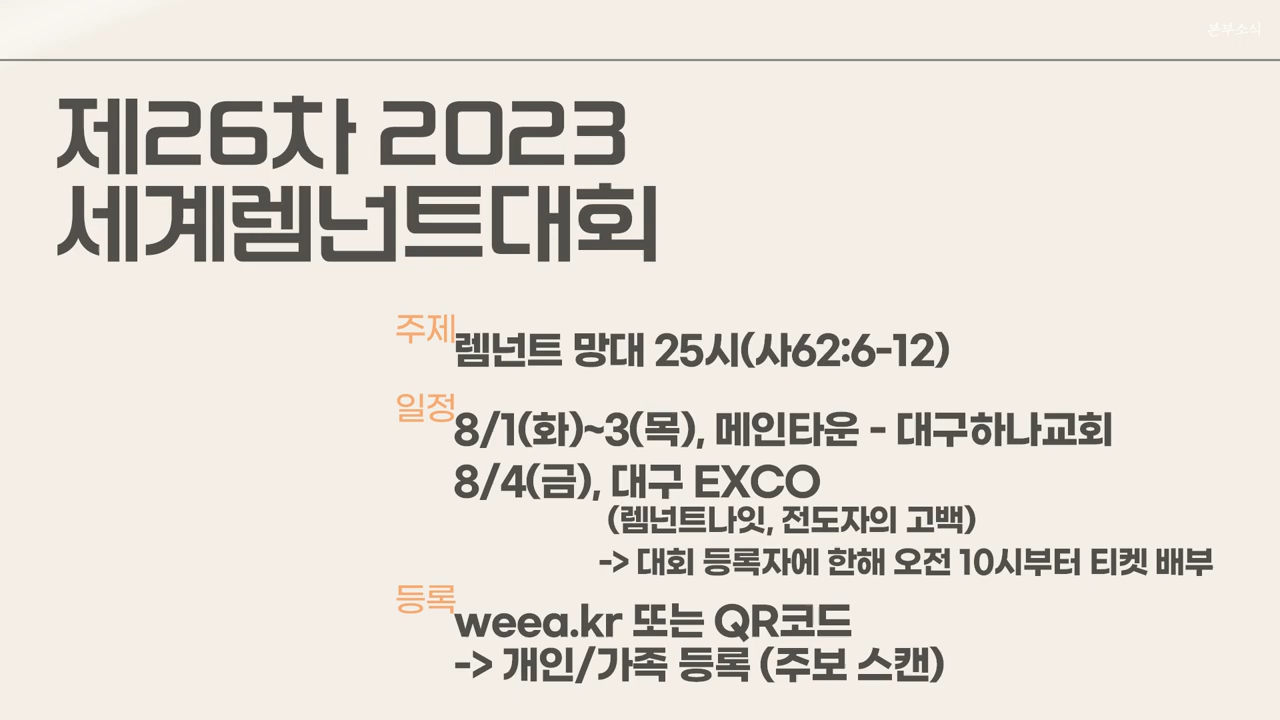 본부소식
제26차 2023
세계렘넌트대회
주제
렘넌트 망대 25시(사62:6-12)
일정
8/1(화)~3(목), 메인타운 - 대구하나교회
8/4(금), 대구 EXCO
(렘넌트나잇, 전도자의 고백)
-> 대회 등록자에 한해 오전 10시부터 티켓 배부
등록
weea.kr 또는 QR코드
-> 개인/가족 등록 (주보 스캔)